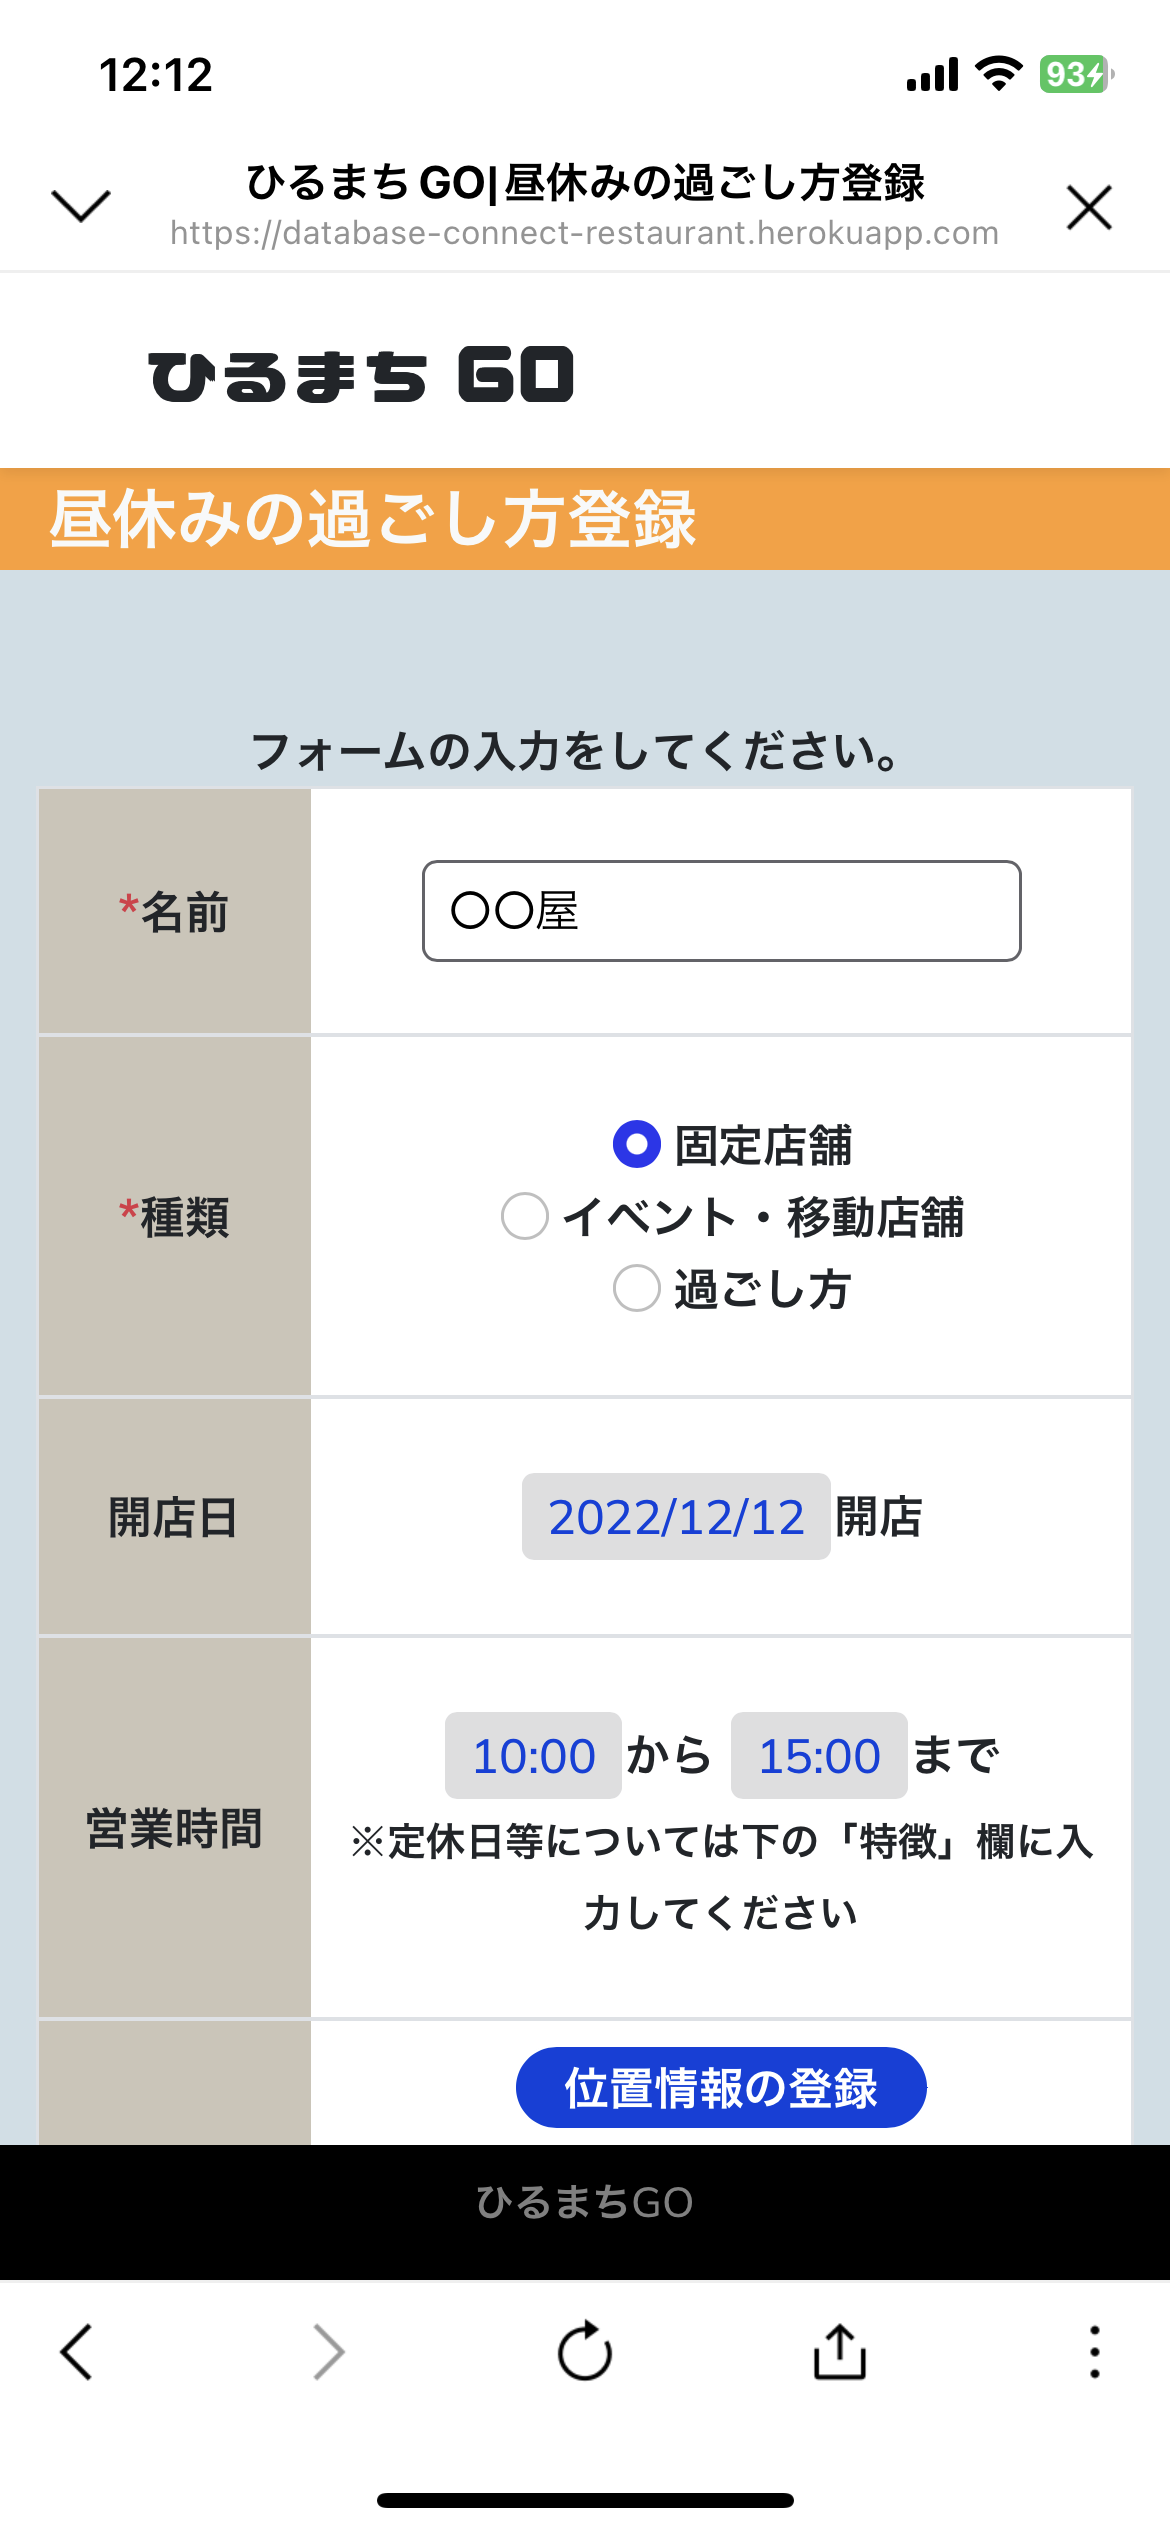 12:12
93
ひるまち GO|昼休みの過ごし方登録
https://database-connect-restaurant.herokuapp.com
ひるまち GO
昼休みの過ごし方登録
フォームの入力をしてください。
*名前
〇〇屋
*種類
固定店舗
イベント・移動店舗
過ごし方
開店日
2022/12/12 開店
営業時間
10:00 から 15:00 まで
※定休日等については下の「特徴」欄に入
力してください
位置情報の登録
ひるまちGO